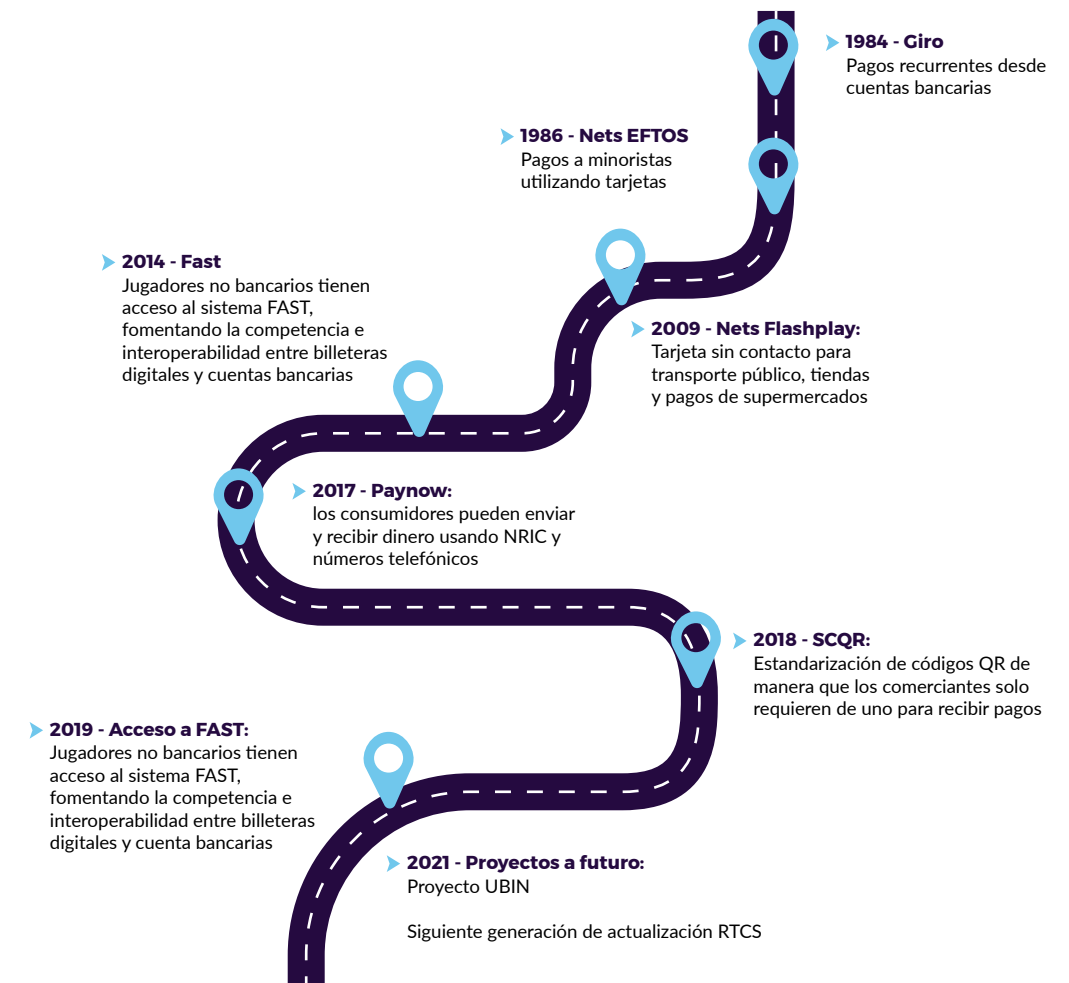 1984 - Giro
Pagos recurrentes desde
cuentas bancarias
1986 - Nets EFTOS
Pagos a minoristas
utilizando tarjetas
2009 - Nets Flashplay:
Tarjeta sin contacto para
transporte público, tiendas
y pagos de supermercados
2014 - Fast
Jugadores no bancarios tienen
acceso al sistema FAST,
fomentando la competencia e
interoperabilidad entre billeteras
digitales y cuentas bancarias
2017 - Paynow:
los consumidores pueden enviar
y recibir dinero usando NRIC y
números telefónicos
2018 - SCQR:
Estandarización de códigos QR de
manera que los comerciantes solo
requieren de uno para recibir pagos
2019 - Acceso a FAST:
Jugadores no bancarios tienen
acceso al sistema FAST,
fomentando la competencia e
interoperabilidad entre billeteras
digitales y cuenta bancarias
2021 - Proyectos a futuro:
Proyecto UBIN
Siguiente generación de actualización RTCS